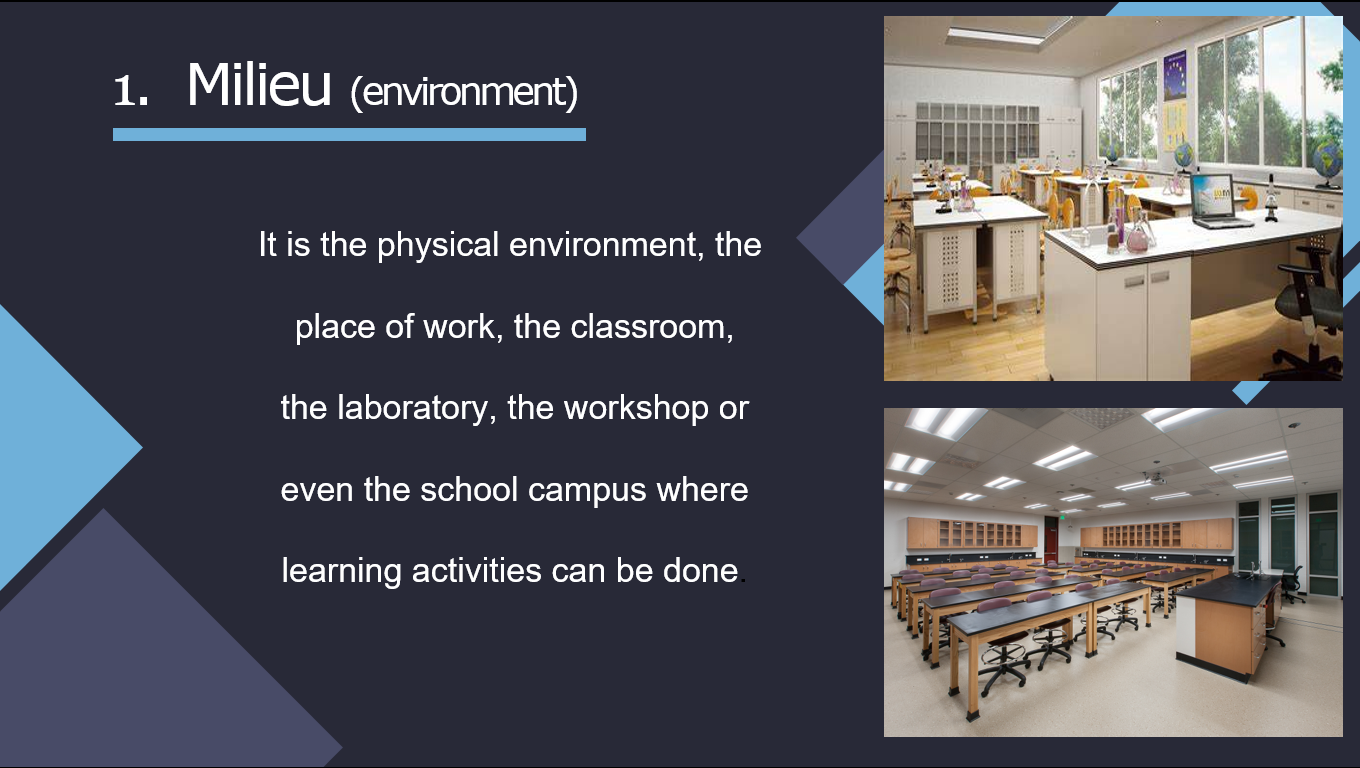 1. Milieu (environment)
It is the physical environment, the
place of work, the classroom,
the laboratory, the workshop or
even the school campus where
learning activities can be done.